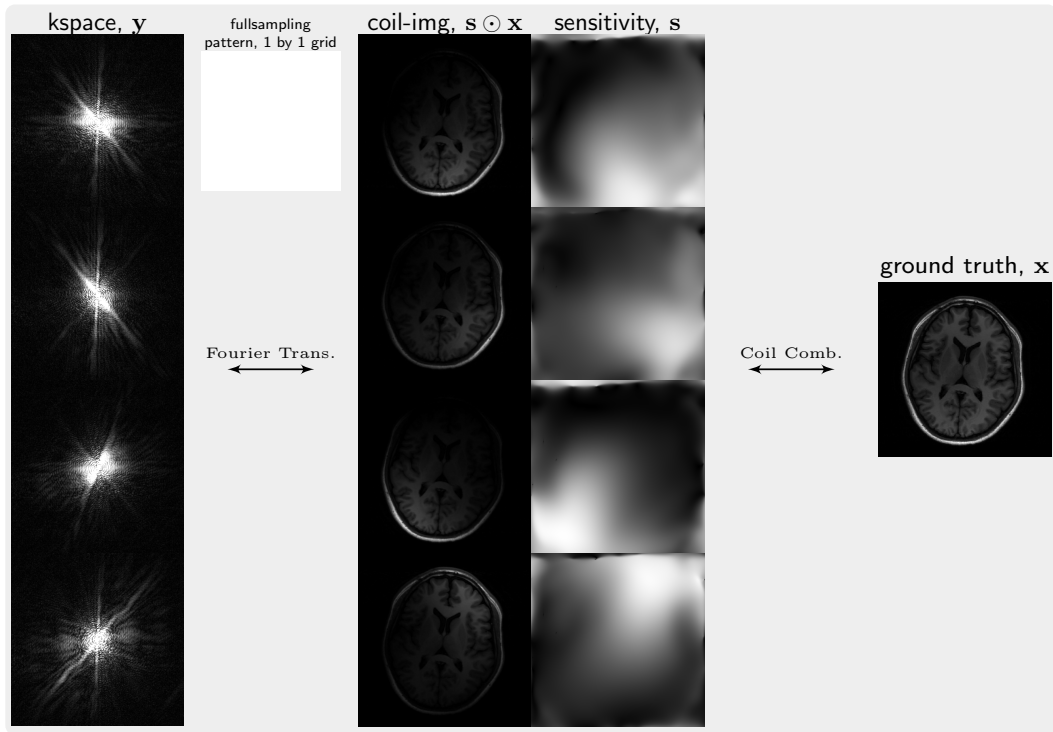 kspace, y
fullsampling
pattern, 1 by 1 grid
coil-img, s ⊙ x
sensitivity, s
ground truth, x
Fourier Trans.
Coil Comb.